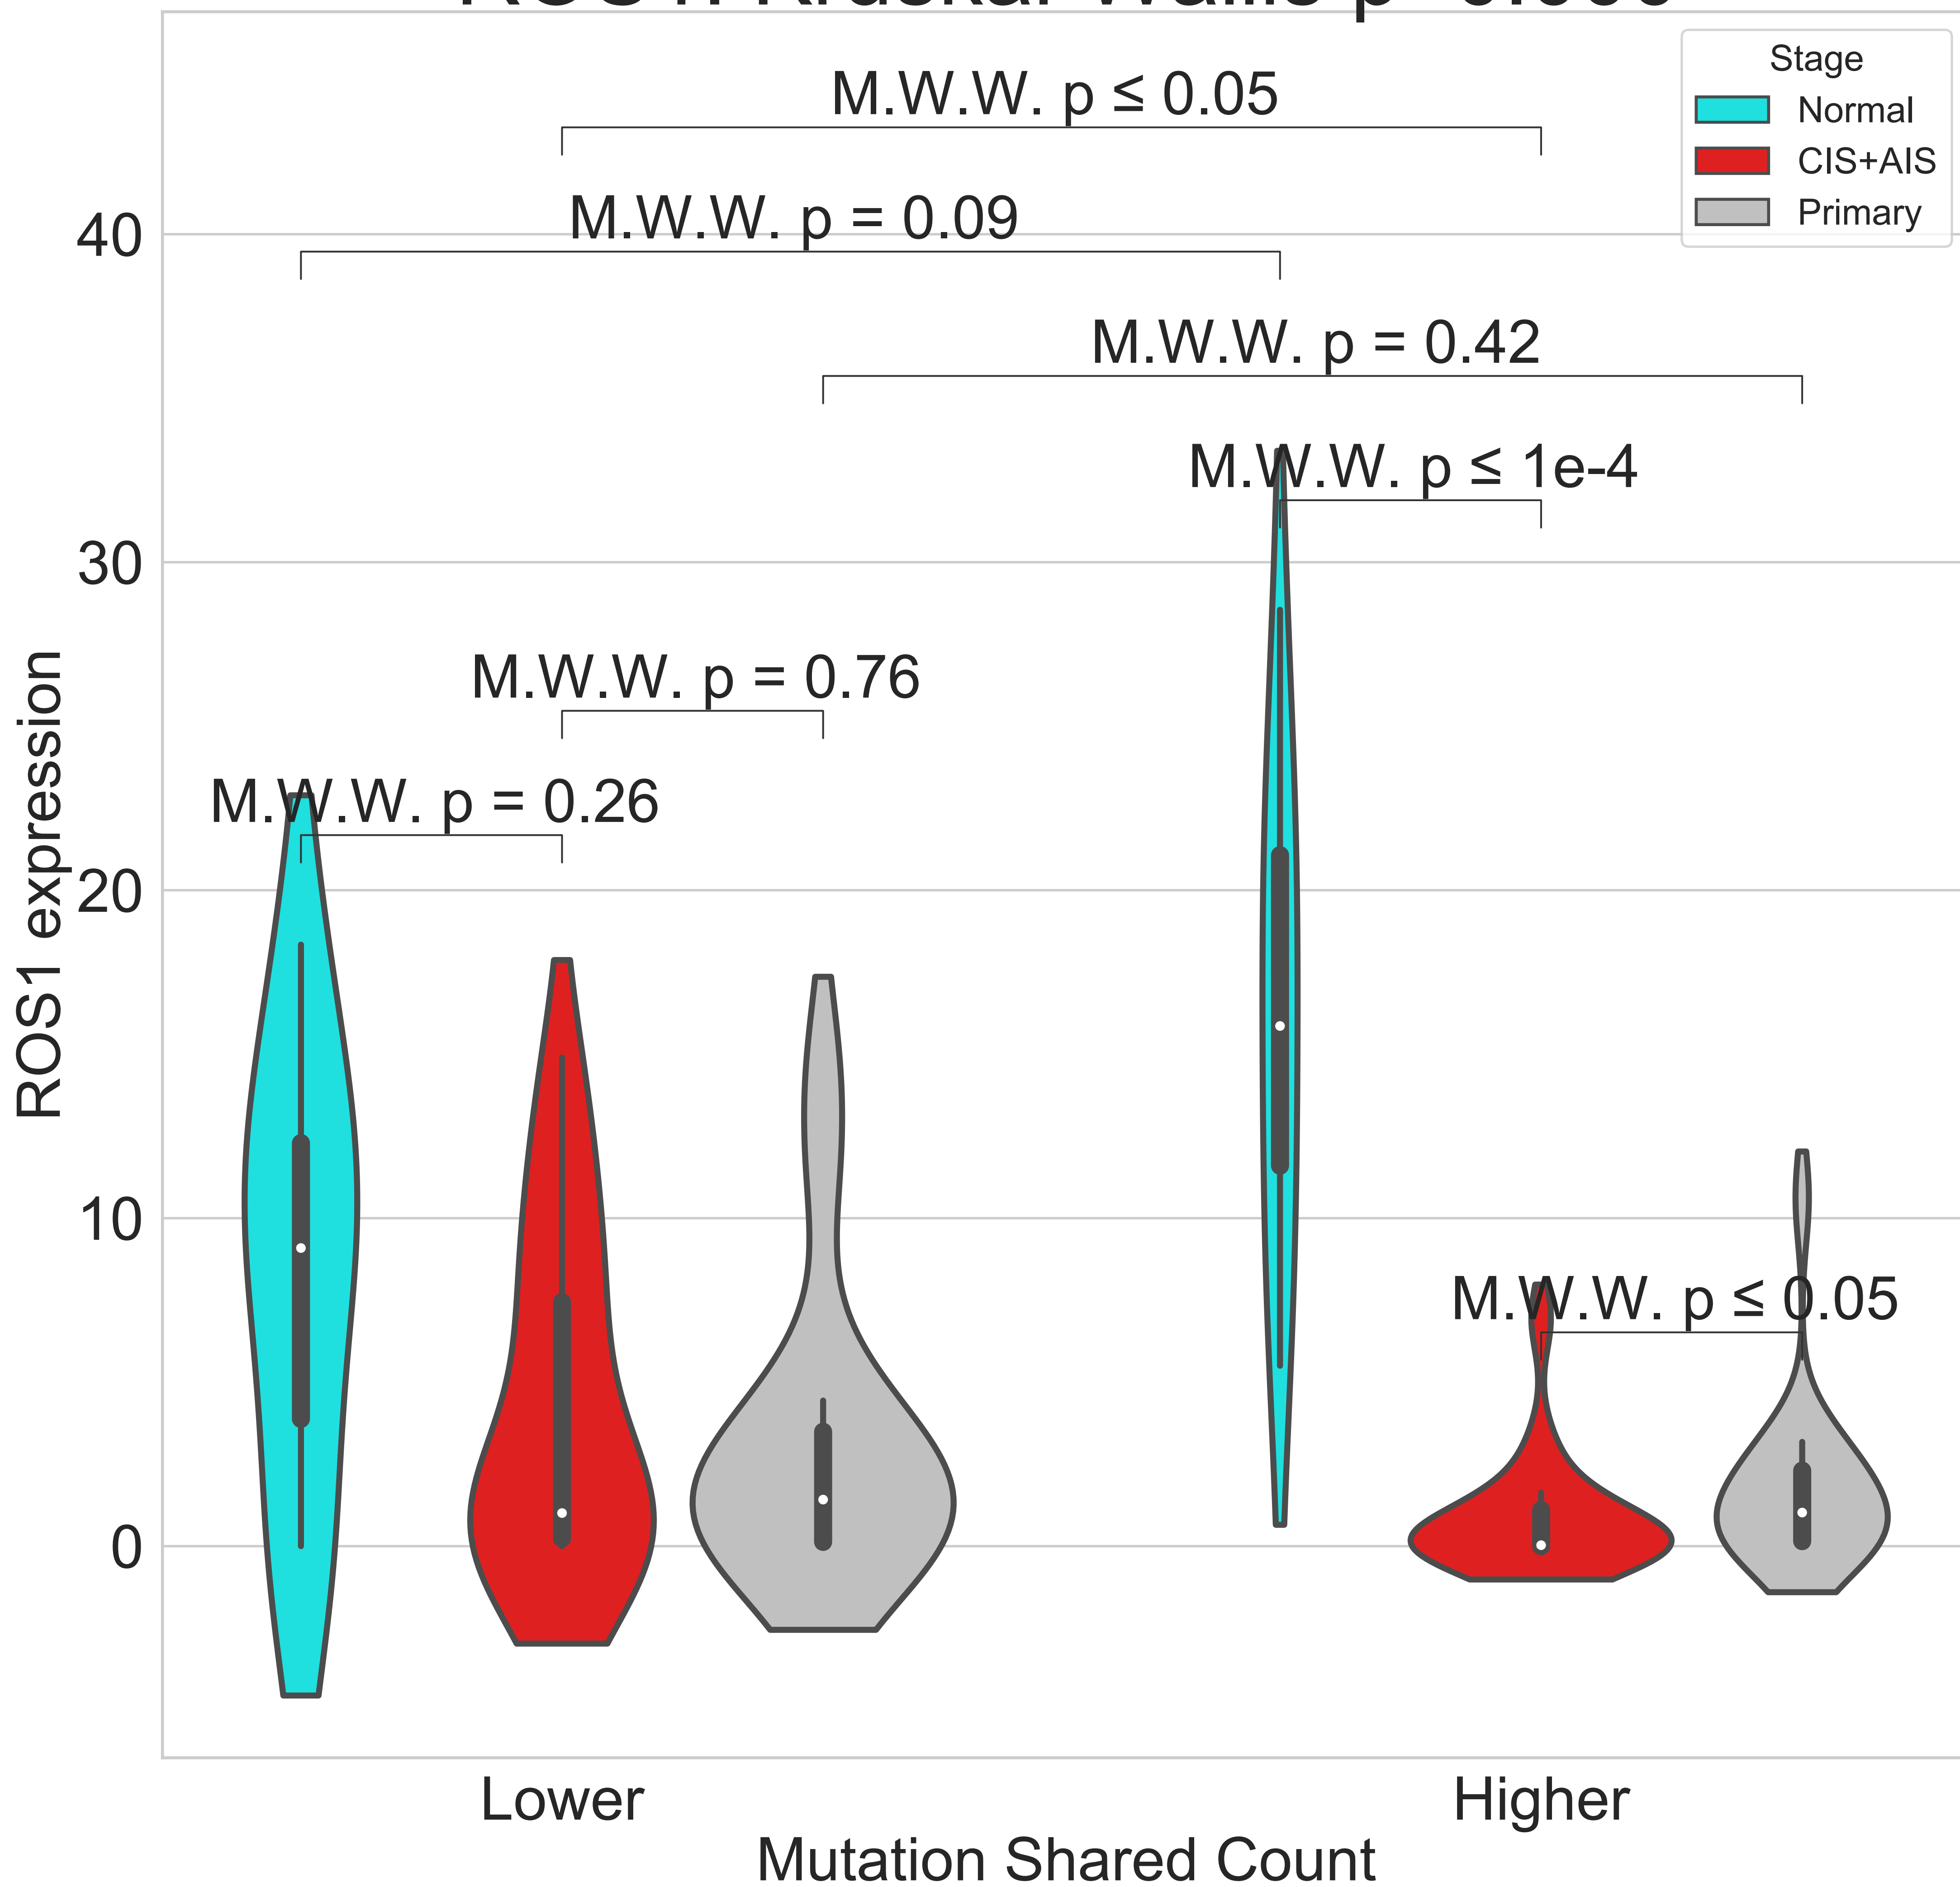 Stage
Normal
CIS+AIS
Primary
M.W.W. p ≤ 0.05
M.W.W. p = 0.09
M.W.W. p = 0.42
M.W.W. p ≤ 1e-4
M.W.W. p = 0.76
M.W.W. p = 0.26
M.W.W. p ≤ 0.05
ROS1 expression
40
30
20
10
0
Lower
Higher
Mutation Shared Count